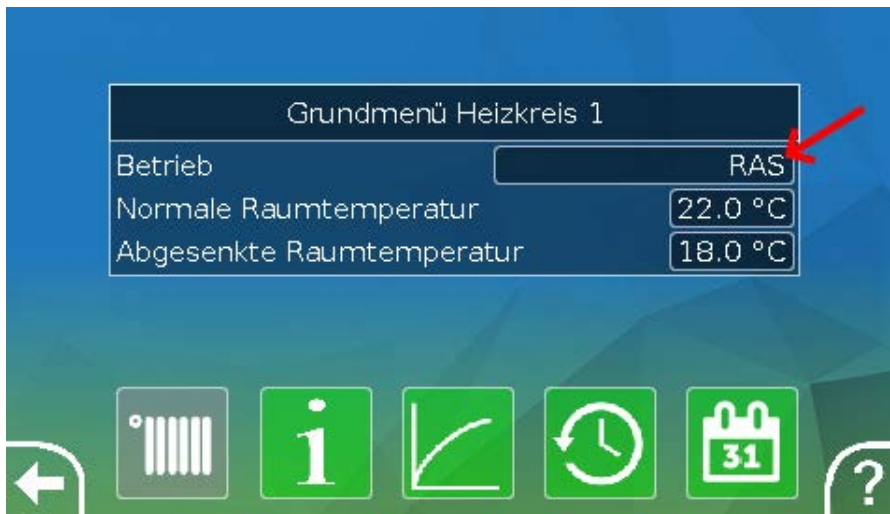 Grundmenü Heizkreis 1
Betrieb RAS
Normale Raumtemperatur 22.0 °C
Abgesenkte Raumtemperatur 18.0 °C
i 31
?